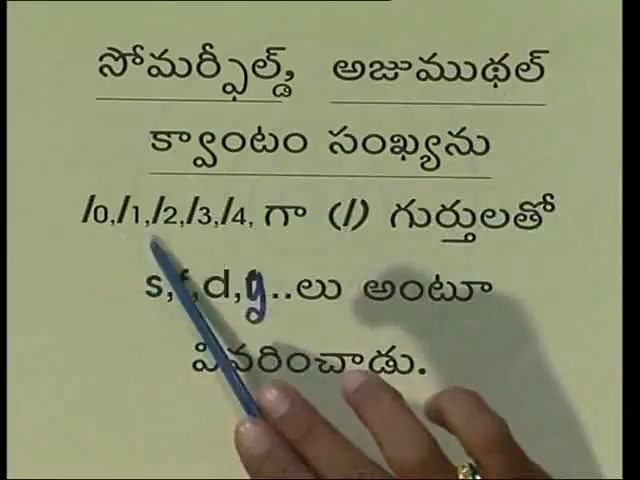 సోమర్ఫీల్డ్ అజుముథల్
క్వాంటం సంఖ్యను
l0,l1,l2,l3,l4, గా (l) గుర్తులతో
s,f,d,g..లు అంటూ
వివరించాడు.